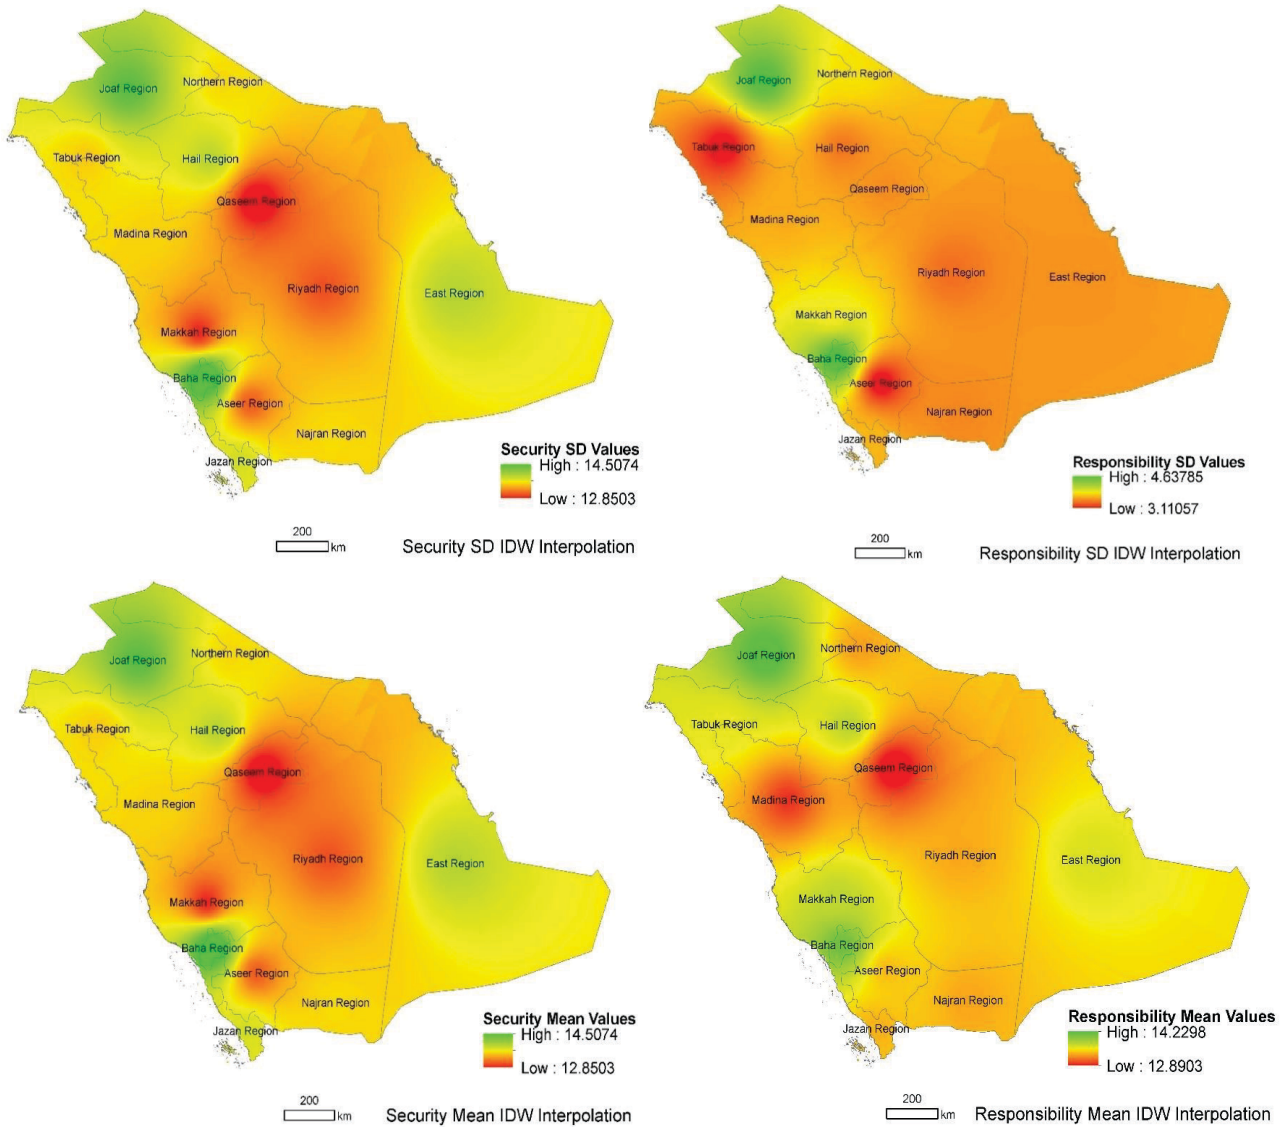 Joaf Region
Northern Region
Tabuk Region
Hail Region
Qaseem Region
Madina Region
Riyadh Region
East Region
Makkah Region
Baha Region
Aseer Region
Najran Region
Jazan Region
Security SD Values
High : 14.5074
Low : 12.8503
200
km
Security SD IDW Interpolation
Joaf Region
Northern Region
Tabuk Region
Hail Region
Qaseem Region
Madina Region
Riyadh Region
East Region
Makkah Region
Baha Region
Aseer Region
Najran Region
Jazan Region
Responsibility SD Values
High : 4.63785
Low : 3.11057
200
km
Responsibility SD IDW Interpolation
Joaf Region
Northern Region
Tabuk Region
Hail Region
Qaseem Region
Madina Region
Riyadh Region
East Region
Makkah Region
Baha Region
Aseer Region
Najran Region
Jazan Region
Security Mean Values
High : 14.5074
Low : 12.8503
200
km
Security Mean IDW Interpolation
Joaf Region
Northern Region
Tabuk Region
Hail Region
Qaseem Region
Madina Region
Riyadh Region
East Region
Makkah Region
Baha Region
Aseer Region
Najran Region
Jazan Region
Responsibility Mean Values
High : 14.2298
Low : 12.8903
200
km
Responsibility Mean IDW Interpolation